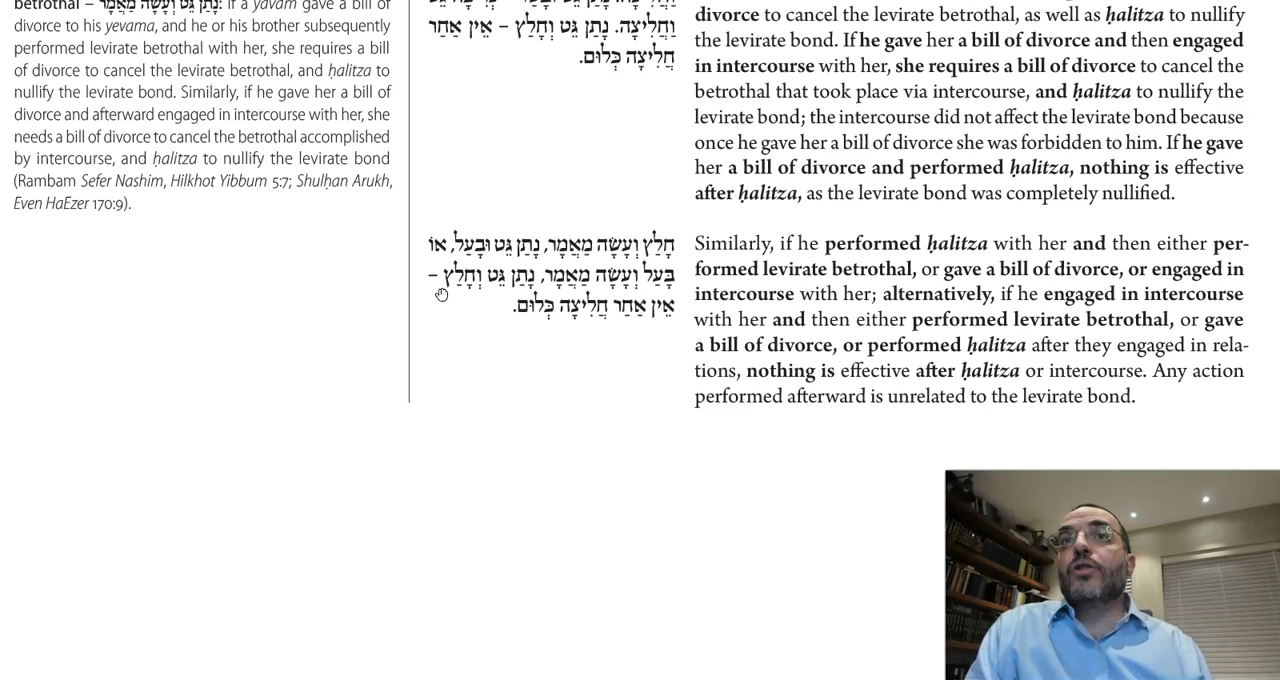 betrothal – נָתַן גֵּט וְעָשָׂה מַאֲמָר: If a yavam gave a bill of
divorce to his yevama, and he or his brother subsequently
performed levirate betrothal with her, she requires a bill
of divorce to cancel the levirate betrothal, and ḥalitza to
nullify the levirate bond. Similarly, if he gave her a bill of
divorce and afterward engaged in intercourse with her, she
needs a bill of divorce to cancel the betrothal accomplished
by intercourse, and ḥalitza to nullify the levirate bond
(Rambam Sefer Nashim, Hilkhot Yibbum 5:7; Shulḥan Arukh,
Even HaEzer 170:9).
וַחֲלִיצָה. נָתַן גֵּט וְחָלַץ – אֵין אַחַר
חֲלִיצָה כְּלוּם.
חָלַץ וְעָשָׂה מַאֲמָר, נָתַן גֵּט וּבָעַל, אוֹ
בָּעַל וְעָשָׂה מַאֲמָר, נָתַן גֵּט וְחָלַץ –
אֵין אַחַר חֲלִיצָה כְּלוּם.
divorce to cancel the levirate betrothal, as well as ḥalitza to nullify
the levirate bond. If he gave her a bill of divorce and then engaged
in intercourse with her, she requires a bill of divorce to cancel the
betrothal that took place via intercourse, and ḥalitza to nullify the
levirate bond; the intercourse did not affect the levirate bond because
once he gave her a bill of divorce she was forbidden to him. If he gave
her a bill of divorce and performed ḥalitza, nothing is effective
after ḥalitza, as the levirate bond was completely nullified.
Similarly, if he performed ḥalitza with her and then either per-
formed levirate betrothal, or gave a bill of divorce, or engaged in
intercourse with her; alternatively, if he engaged in intercourse
with her and then either performed levirate betrothal, or gave
a bill of divorce, or performed ḥalitza after they engaged in rela-
tions, nothing is effective after ḥalitza or intercourse. Any action
performed afterward is unrelated to the levirate bond.